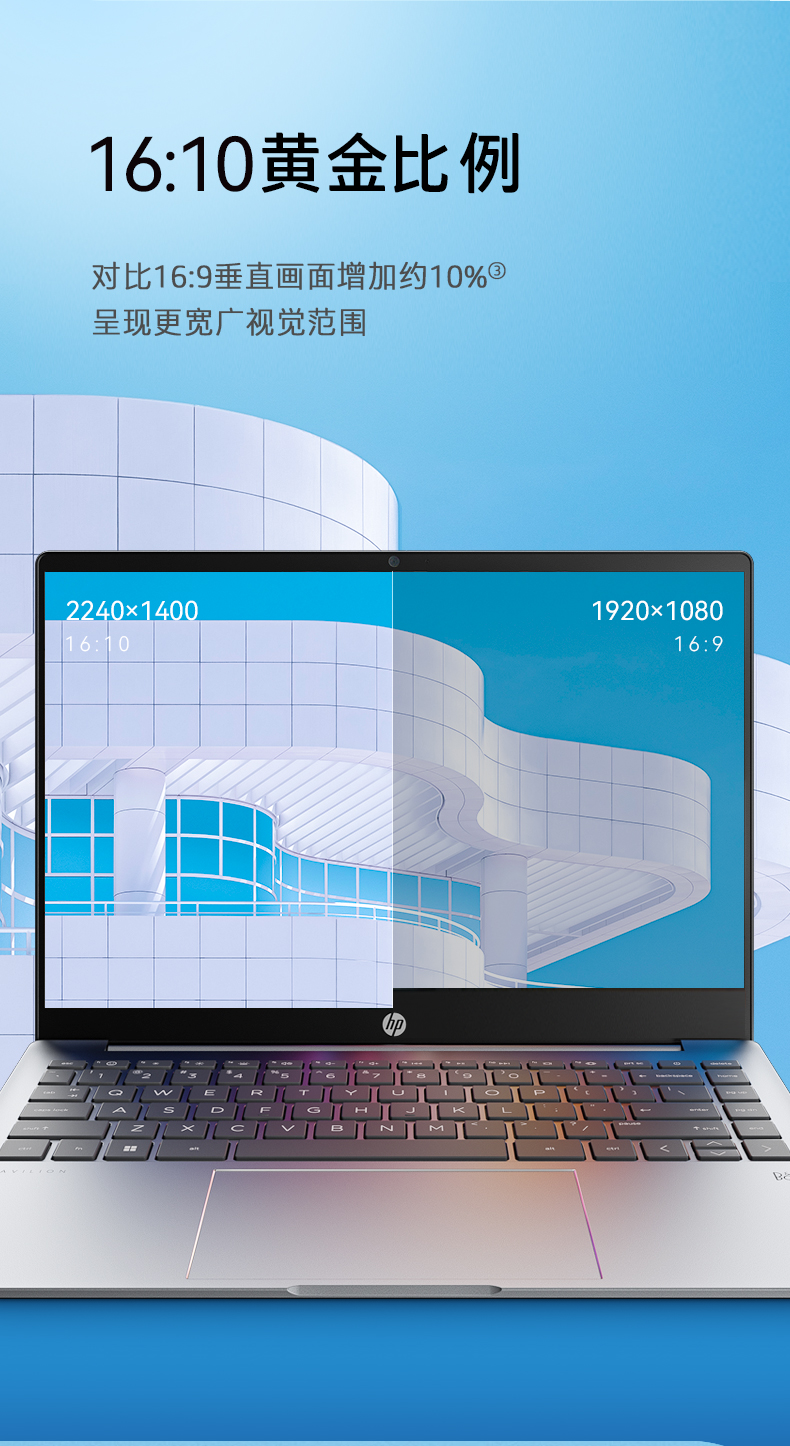 16:10黄金比例
对比16:9垂直画面增加约10%③
呈现更宽广视觉范围
2240×1400
1920×1080
16:10
16:9
hp
Q W E R T Y U I O P
A S D F G H J K L
Z X C V B N M